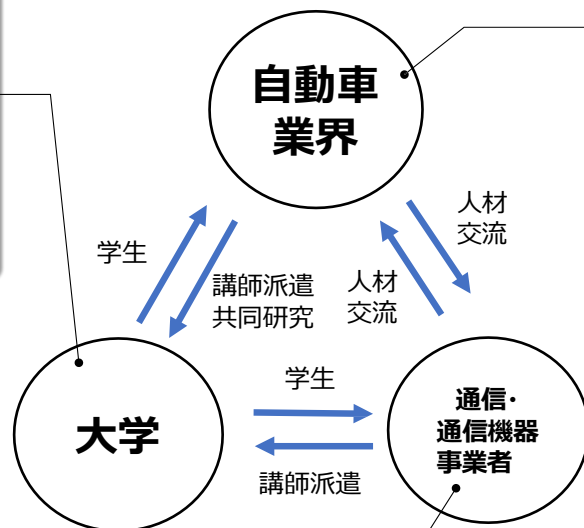 自動車
業界
人材
交流
学生
講師派遣
共同研究
人材
交流
学生
大学
通信・
通信機器
事業者
講師派遣